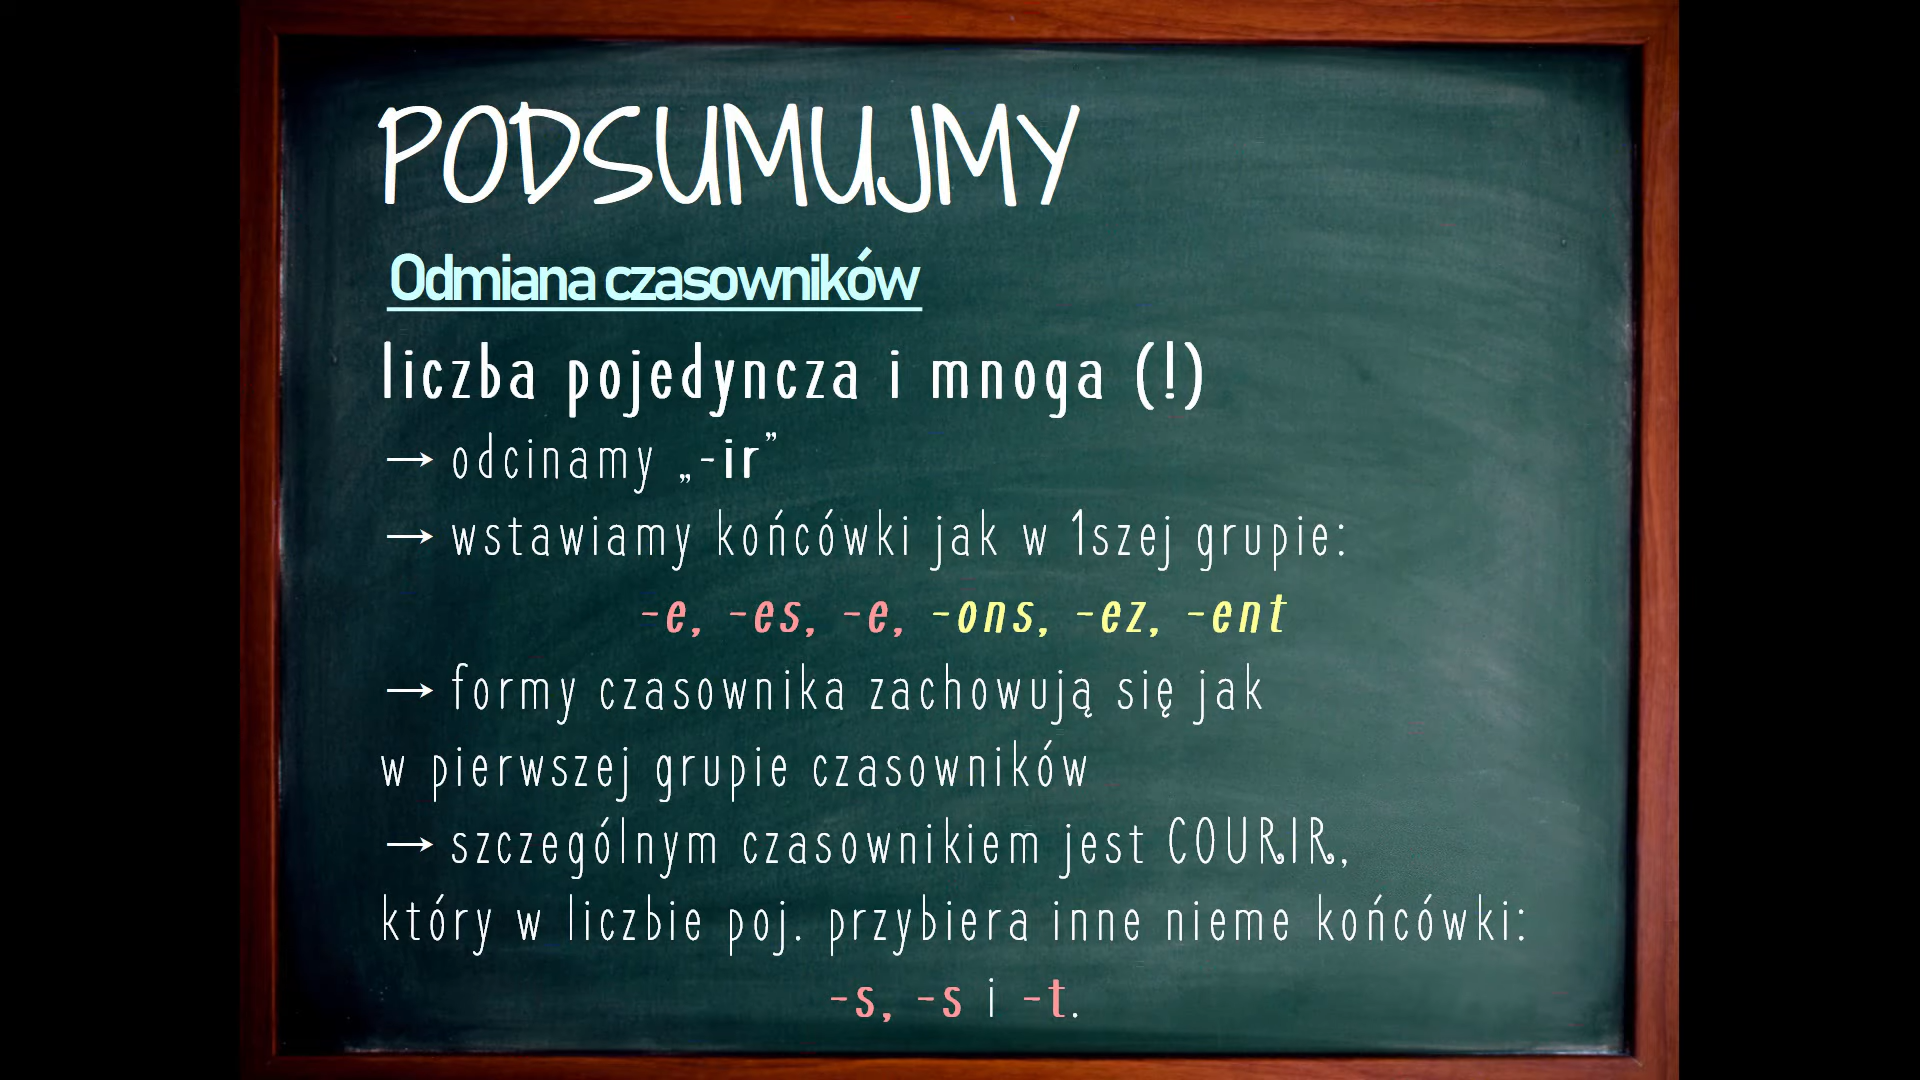 PODSUMUJMY
Odmiana czasowników
liczba pojedyncza i mnoga (!)
→ odcinamy „-ir”
→ wstawiamy końcówki jak w 1szej grupie:
-e, -es, -e, -ons, -ez, -ent
→ formy czasownika zachowują się jak
w pierwszej grupie czasowników
→ szczególnym czasownikiem jest COURIR,
który w liczbie poj. przybiera inne nieme końcówki:
-s, -s i -t.